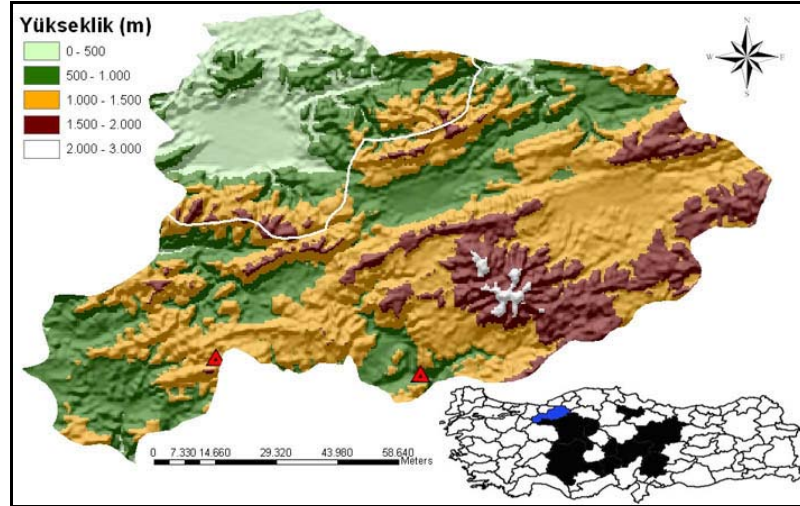 Yükseklik (m)
0 - 500
500 - 1.000
1.000 - 1.500
1.500 - 2.000
2.000 - 3.000
N
W
E
S
0 7.330 14.660 29.320 43.980 58.640
Meters